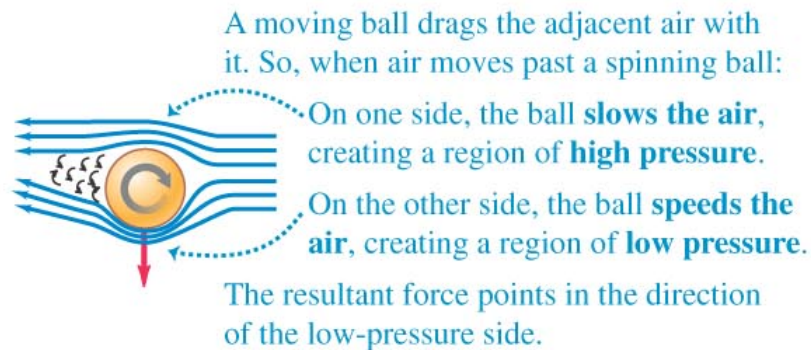 A moving ball drags the adjacent air with
it. So, when air moves past a spinning ball:
On one side, the ball slows the air,
creating a region of high pressure.
On the other side, the ball speeds the
air, creating a region of low pressure.
The resultant force points in the direction
of the low-pressure side.